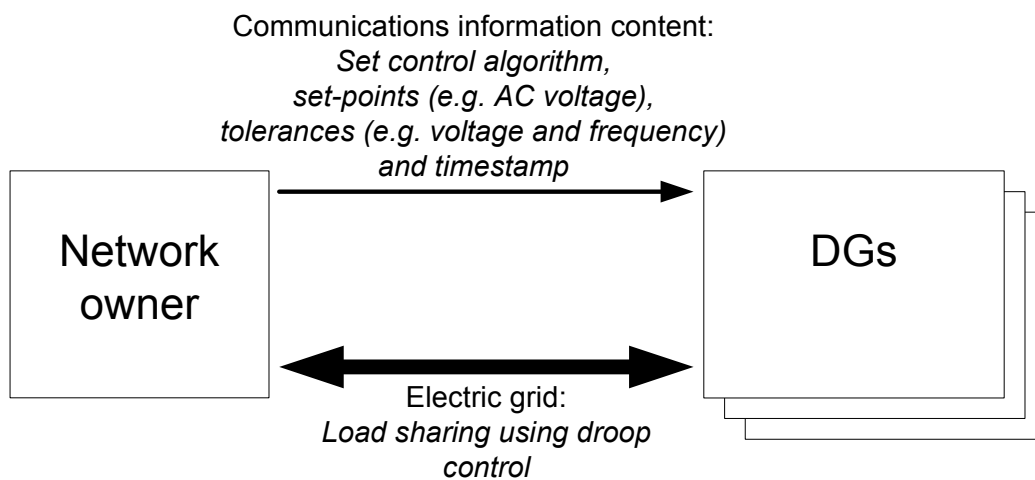 Communications information content:
Set control algorithm,
set-points (e.g. AC voltage),
tolerances (e.g. voltage and frequency)
and timestamp
Network
owner
DGs
Electric grid:
Load sharing using droop
control